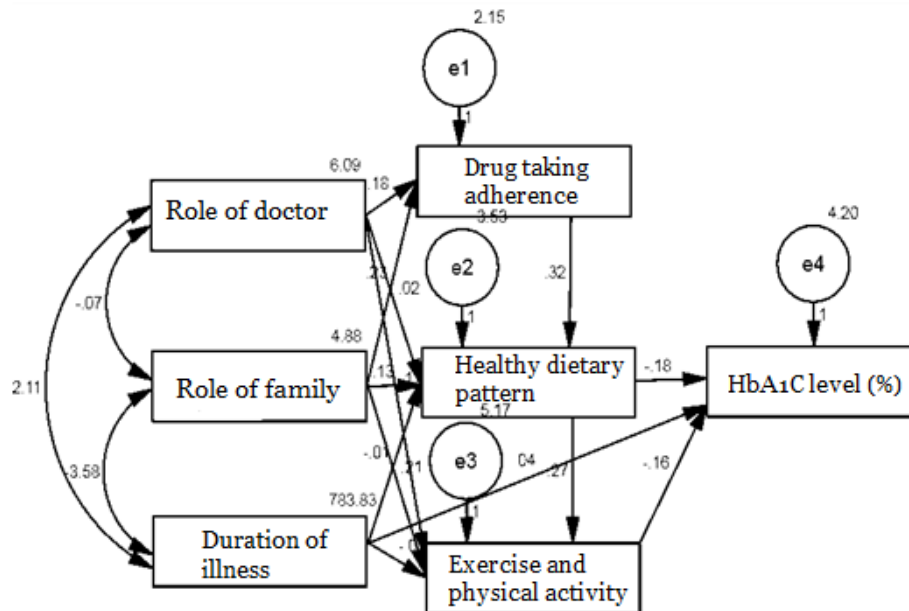 2.15
e1
1
6.09
.18
Drug taking
adherence
Role of doctor
3.53
4.20
e2
e4
.23
.02
.32
-.07
1
1
4.88
2.11
Role of family
.13
Healthy dietary
pattern
-.18
HbA1C level (%)
5.17
-.01
e3
.21
04
.27
-.16
-3.58
783.83
1
Duration of
illness
Exercise and
physical activity